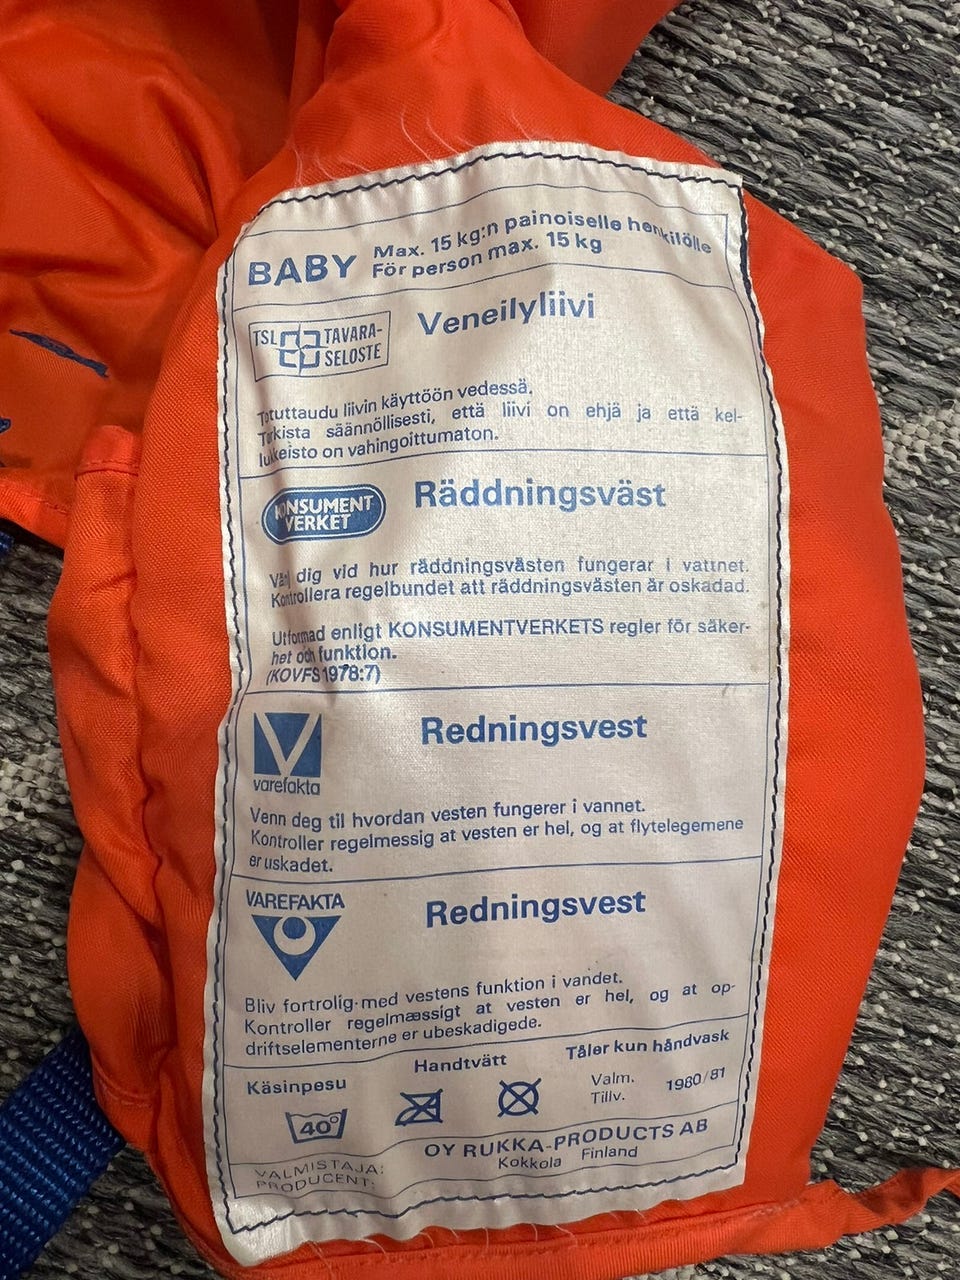 BABY
Max. 15 kg:n painoiselle henkilölle
För person max. 15 kg
TSL TAVARA-
SELOSTE
Veneilyliivi
Totuttaudu liivin käyttöön vedessä.
Tarkista säännöllisesti, että liivi on ehjä ja että kel-
lukkeisto on vahingoittumaton.
KONSUMENT
VERKET
Räddningsväst
Vänj dig vid hur räddningsvästen fungerar i vattnet.
Kontrollera regelbundet att räddningsvästen är oskadad.
Utformad enligt KONSUMENTVERKETS regler för säker-
het och funktion.
(KOVFS 1978:7)
varefakta
Redningsvest
Venn deg til hvordan vesten fungerer i vannet.
Kontroller regelmessig at vesten er hel, og at flytelegemene
er uskadet.
VAREFAKTA
Redningsvest
Bliv fortrolig med vestens funktion i vandet.
Kontroller regelmæssigt at vesten er hel, og at op-
driftselementerne er ubeskadigede.
Käsinpesu
Handtvätt
Tåler kun håndvask
40°
Valm.
Tillv.
1980/81
VALMISTAJA:
PRODUCENT:
OY RUKKA-PRODUCTS AB
Kokkola Finland